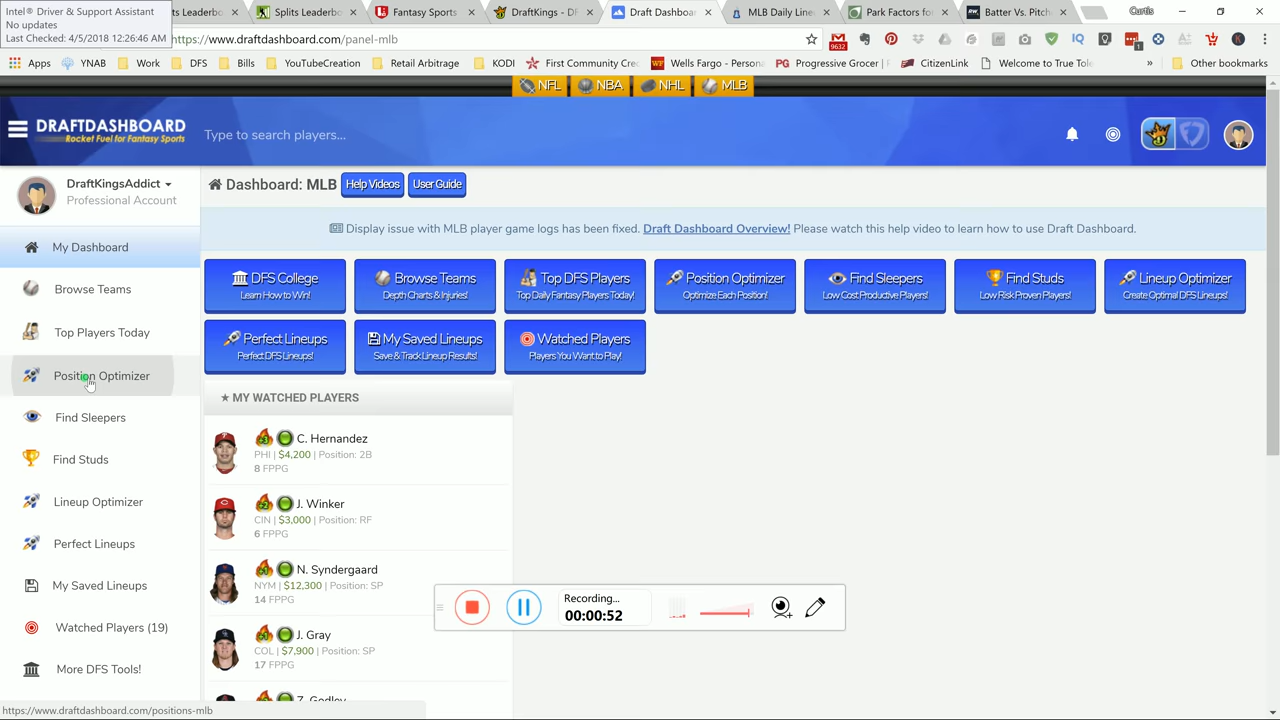 Intel® Driver & Support Assistant
No updates
Last Checked: 4/5/2018 12:26:46 AM
ts Leaderbo
Splits Leaderbo
Fantasy Sports
DraftKings - DF
Draft Dashboar
MLB Daily Line
Park Factors for
Batter Vs. Pitch
Curtis
https://www.draftdashboard.com/panel-mlb
9632
Apps YNAB Work DFS Bills YouTubeCreation Retail Arbitrage KODI First Community Cre Wells Fargo - Persona Progressive Grocer | CitizenLink Welcome to True Tole » Other bookmarks
NFL NBA NHL MLB
DRAFTDASHBOARD
Rocket Fuel for Fantasy Sports
Type to search players...
DraftKingsAddict
Professional Account
Dashboard: MLB Help Videos User Guide
Display issue with MLB player game logs has been fixed. Draft Dashboard Overview! Please watch this help video to learn how to use Draft Dashboard.
My Dashboard
Browse Teams
Top Players Today
Position Optimizer
Find Sleepers
Find Studs
Lineup Optimizer
Perfect Lineups
My Saved Lineups
Watched Players (19)
More DFS Tools!
DFS College
Learn How to Win!
Browse Teams
Depth Charts & Injuries!
Top DFS Players
Top Daily Fantasy Players Today!
Position Optimizer
Optimize Each Position!
Find Sleepers
Low Cost Productive Players!
Find Studs
Low Risk Proven Players!
Lineup Optimizer
Create Optimal DFS Lineups!
Perfect Lineups
Perfect DFS Lineups!
My Saved Lineups
Save & Track Lineup Results!
Watched Players
Players You Want to Play!
★ MY WATCHED PLAYERS
C. Hernandez
PHI | $4,200 | Position: 2B
8 FPPG
J. Winker
CIN | $3,000 | Position: RF
6 FPPG
N. Syndergaard
NYM | $12,300 | Position: SP
14 FPPG
J. Gray
COL | $7,900 | Position: SP
17 FPPG
Z. Godley
Recording...
00:00:52
https://www.draftdashboard.com/positions-mlb